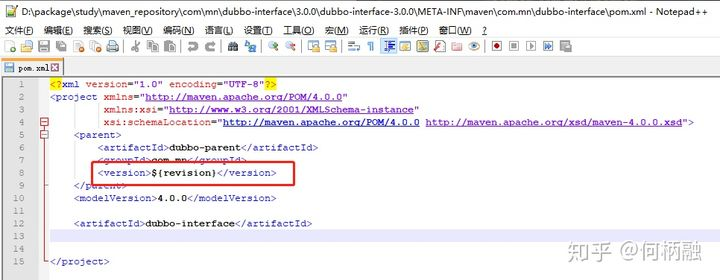 D:\package\study\maven_repository\com\mn\dubbo-interface\3.0.0\dubbo-interface-3.0.0\META-INF\maven\com.mn\dubbo-interface\pom.xml - Notepad++
文件(F) 编辑(E) 搜索(S) 视图(V) 编码(N) 语言(L) 设置(T) 工具(O) 宏(M) 运行(R) 插件(P) 窗口(W) ?
pom.xml
1 <?xml version="1.0" encoding="UTF-8"?>
2 <project xmlns="http://maven.apache.org/POM/4.0.0"
3 xmlns:xsi="http://www.w3.org/2001/XMLSchema-instance"
4 xsi:schemaLocation="http://maven.apache.org/POM/4.0.0 http://maven.apache.org/xsd/maven-4.0.0.xsd">
5 <parent>
6 <artifactId>dubbo-parent</artifactId>
7 <groupId>com.mn</groupId>
8 <version>${revision}</version>
9 </parent>
10 <modelVersion>4.0.0</modelVersion>
11
12 <artifactId>dubbo-interface</artifactId>
13
14
15 </project>
知乎 @何柄融